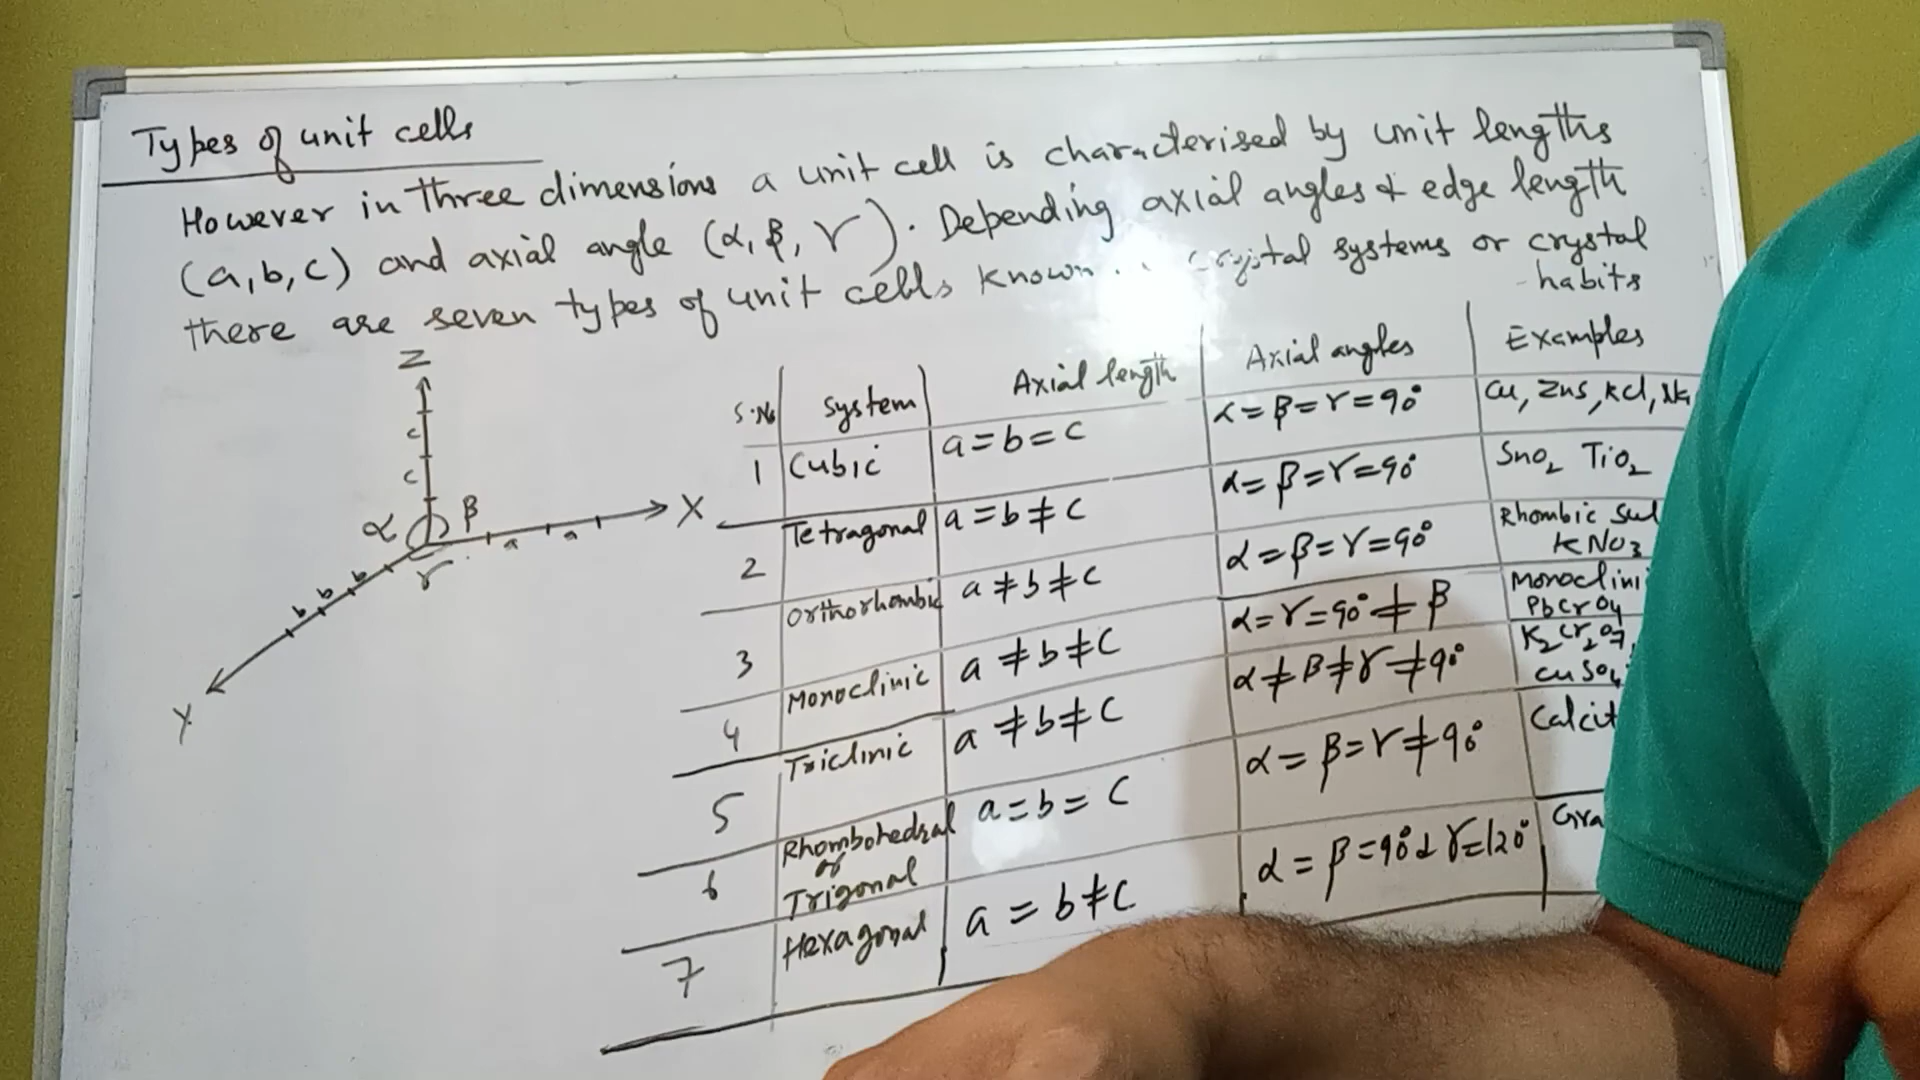 Types of unit cells
However in three dimensions a unit cell is characterised by unit lengths
(a, b, c) and axial angle (α, β, γ). Depending axial angles & edge length
there are seven types of unit cells known crystal systems or crystal
habits
Z
c
c
α β
X
a a
γ
b
b
b
b
Y
S.No System Axial length Axial angles Examples
1 Cubic a = b = c α = β = γ = 90° Cu, ZnS, KCl,
2 Tetragonal a = b ≠ c α = β = γ = 90° SnO2 TiO2
3 Orthorhombic a ≠ b ≠ c α = β = γ = 90° Rhombic Sul
KNO3
4 Monoclinic a ≠ b ≠ c α = γ = 90° ≠ β Monoclini
PbCrO4
5 Triclinic a ≠ b ≠ c α ≠ β ≠ γ ≠ 90° K2Cr2O7,
CuSO4
6 Rhombohedral or Trigonal a = b = c α = β = γ ≠ 90° Calcit
7 Hexagonal a = b ≠ c α = β = 90° & γ = 120° Gra